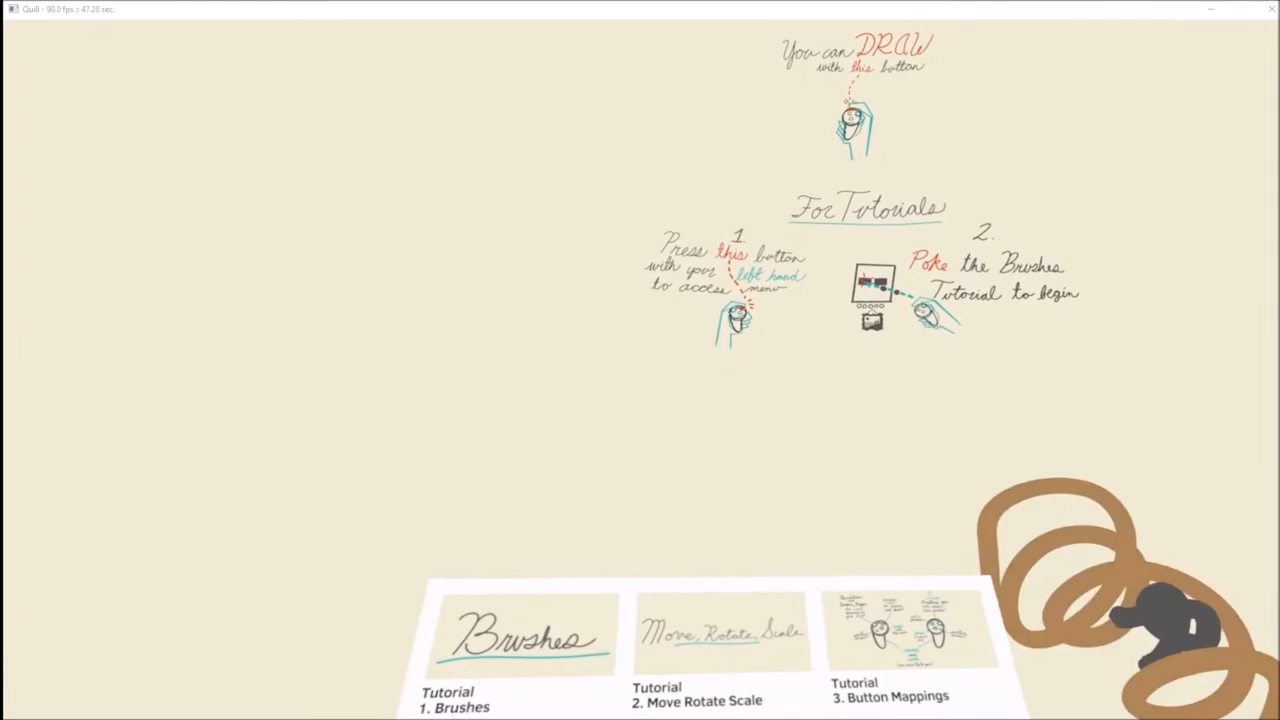 Quill - 90.0 fps :: 47.28 sec.
You can DRAW
with this button
For Tutorials
1.
Press this button
with your left hand
to access menu
2.
Poke the Brushes
Tutorial to begin
Brushes
Tutorial
1. Brushes
Move, Rotate Scale
Tutorial
2. Move Rotate Scale
Tutorial
3. Button Mappings